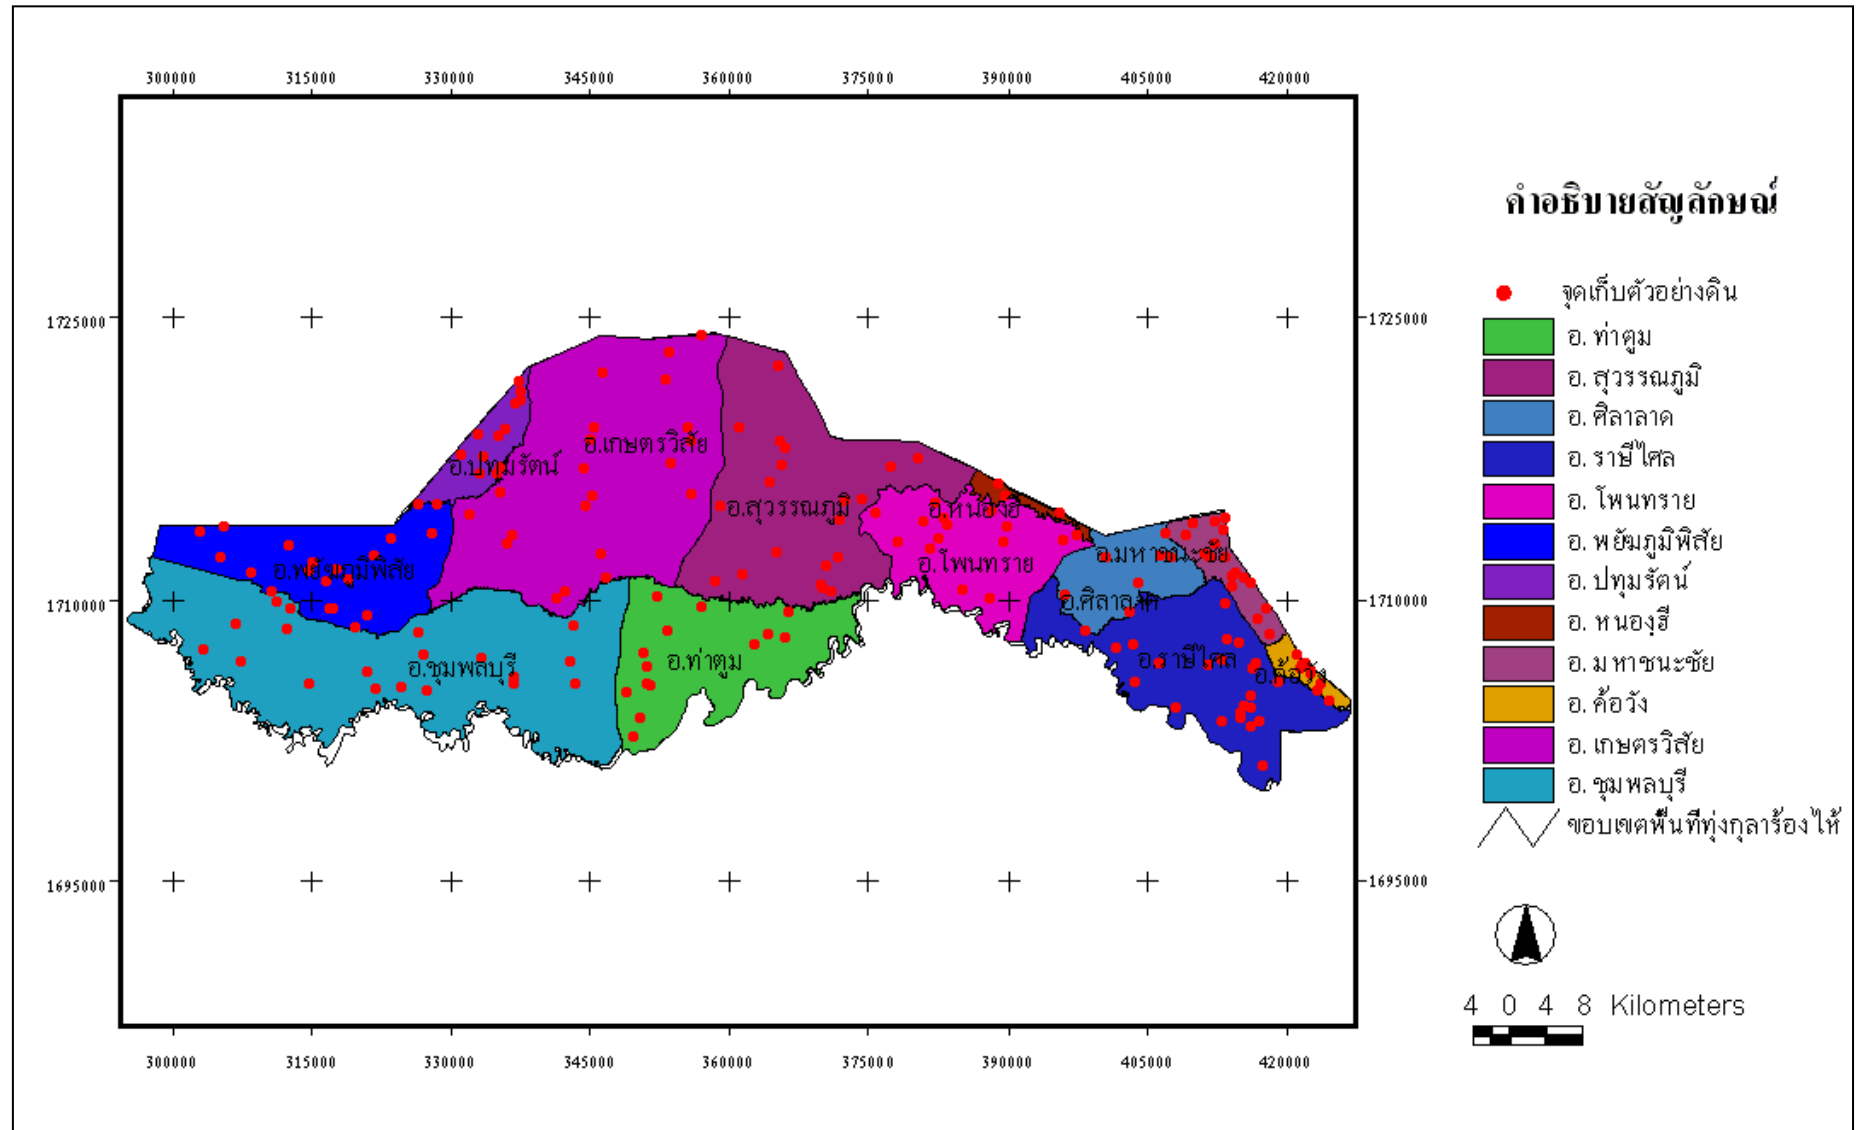 300000 315000 330000 345000 360000 375000 390000 405000 420000
คำอธิบายสัญลักษณ์
จุดเก็บตัวอย่างดิน
1725000 1725000
อ. ท่าตูม
อ. สุวรรณภูมิ
อ. ศิลาลาด
อ. ราษีไศล
อ. โพนทราย
อ. พยัฆภูมิพิสัย
อ. ปทุมรัตน์
อ. หนองฺฮี
อ. มหาชนะชัย
อ. ค้อวัง
อ. เกษตรวิสัย
อ. ชุมพลบุรี
ขอบเขตพื้นที่ทุ่งกุลาร้องไห้
อ.เกษตรวิสัย
อ.ปทุมรัตน์
อ.สุวรรณภูมิ
อ.หนองฺฮี
อ.มหาชนะชัย
อ.โพนทราย
อ.พยัฆภูมิพิสัย
1710000 1710000
อ.ศิลาลาด
อ.ชุมพลบุรี
อ.ท่าตูม
อ.ราษีไศล
อ.ค้อวัง
1695000 1695000
4 0 4 8 Kilometers
300000 315000 330000 345000 360000 375000 390000 405000 420000